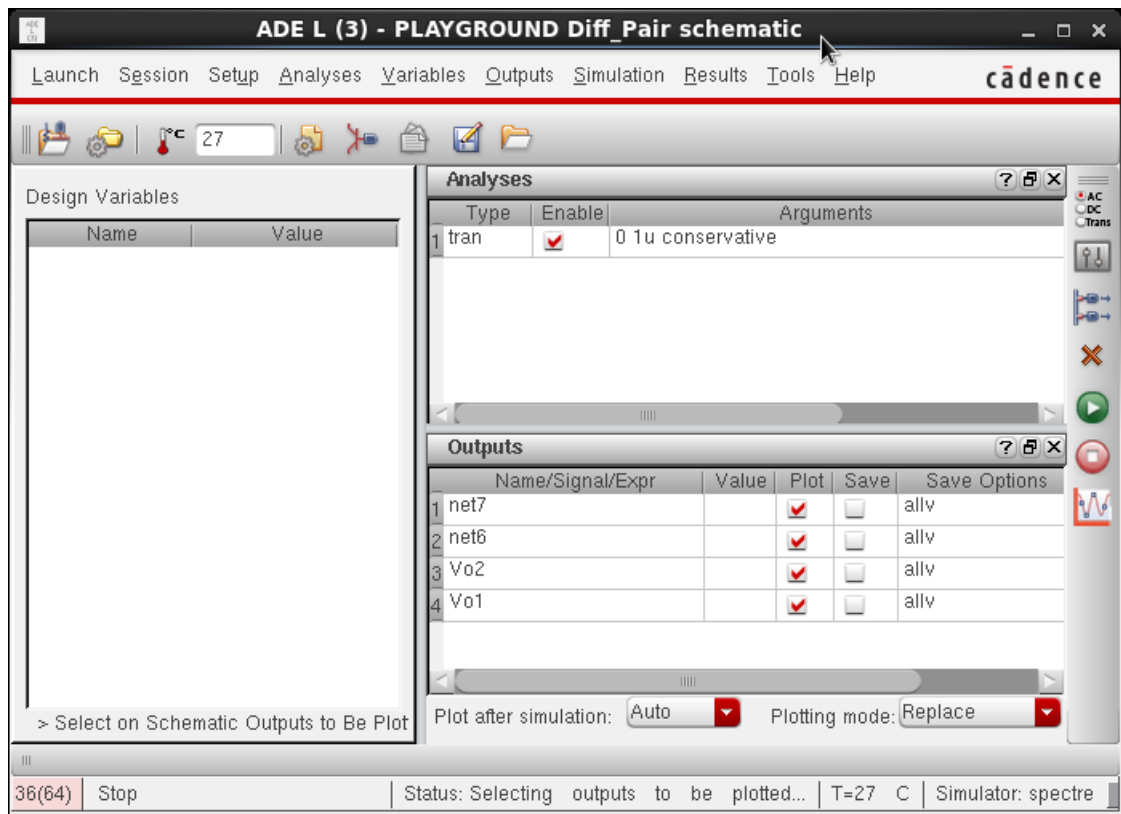 ADE L (3) - PLAYGROUND Diff_Pair schematic
Launch Session Setup Analyses Variables Outputs Simulation Results Tools Help cādence
°C 27
Design Variables
Name Value
> Select on Schematic Outputs to Be Plot
Analyses
Type Enable Arguments
1 tran 0 1u conservative
Outputs
Name/Signal/Expr Value Plot Save Save Options
1 net7 allv
2 net6 allv
3 Vo2 allv
4 Vo1 allv
Plot after simulation: Auto Plotting mode: Replace
AC
DC
Trans
36(64) Stop Status: Selecting outputs to be plotted... T=27 C Simulator: spectre